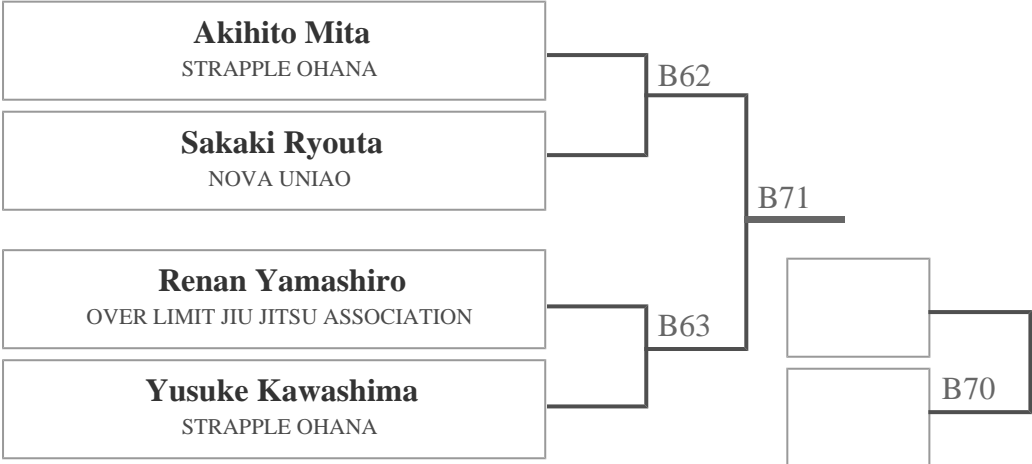 Akihito Mita
STRAPPLE OHANA
B62
Sakaki Ryouta
NOVA UNIAO
B71
Renan Yamashiro
OVER LIMIT JIU JITSU ASSOCIATION
B63
Yusuke Kawashima
STRAPPLE OHANA
B70